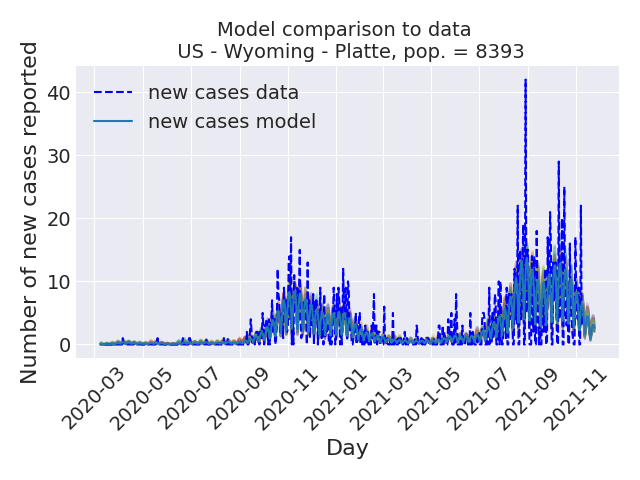 Model comparison to data
US - Wyoming - Platte, pop. = 8393
Number of new cases reported
40
30
20
10
0
new cases data
new cases model
2020-03
2020-05
2020-07
2020-09
2020-11
2021-01
2021-03
2021-05
2021-07
2021-09
2021-11
Day